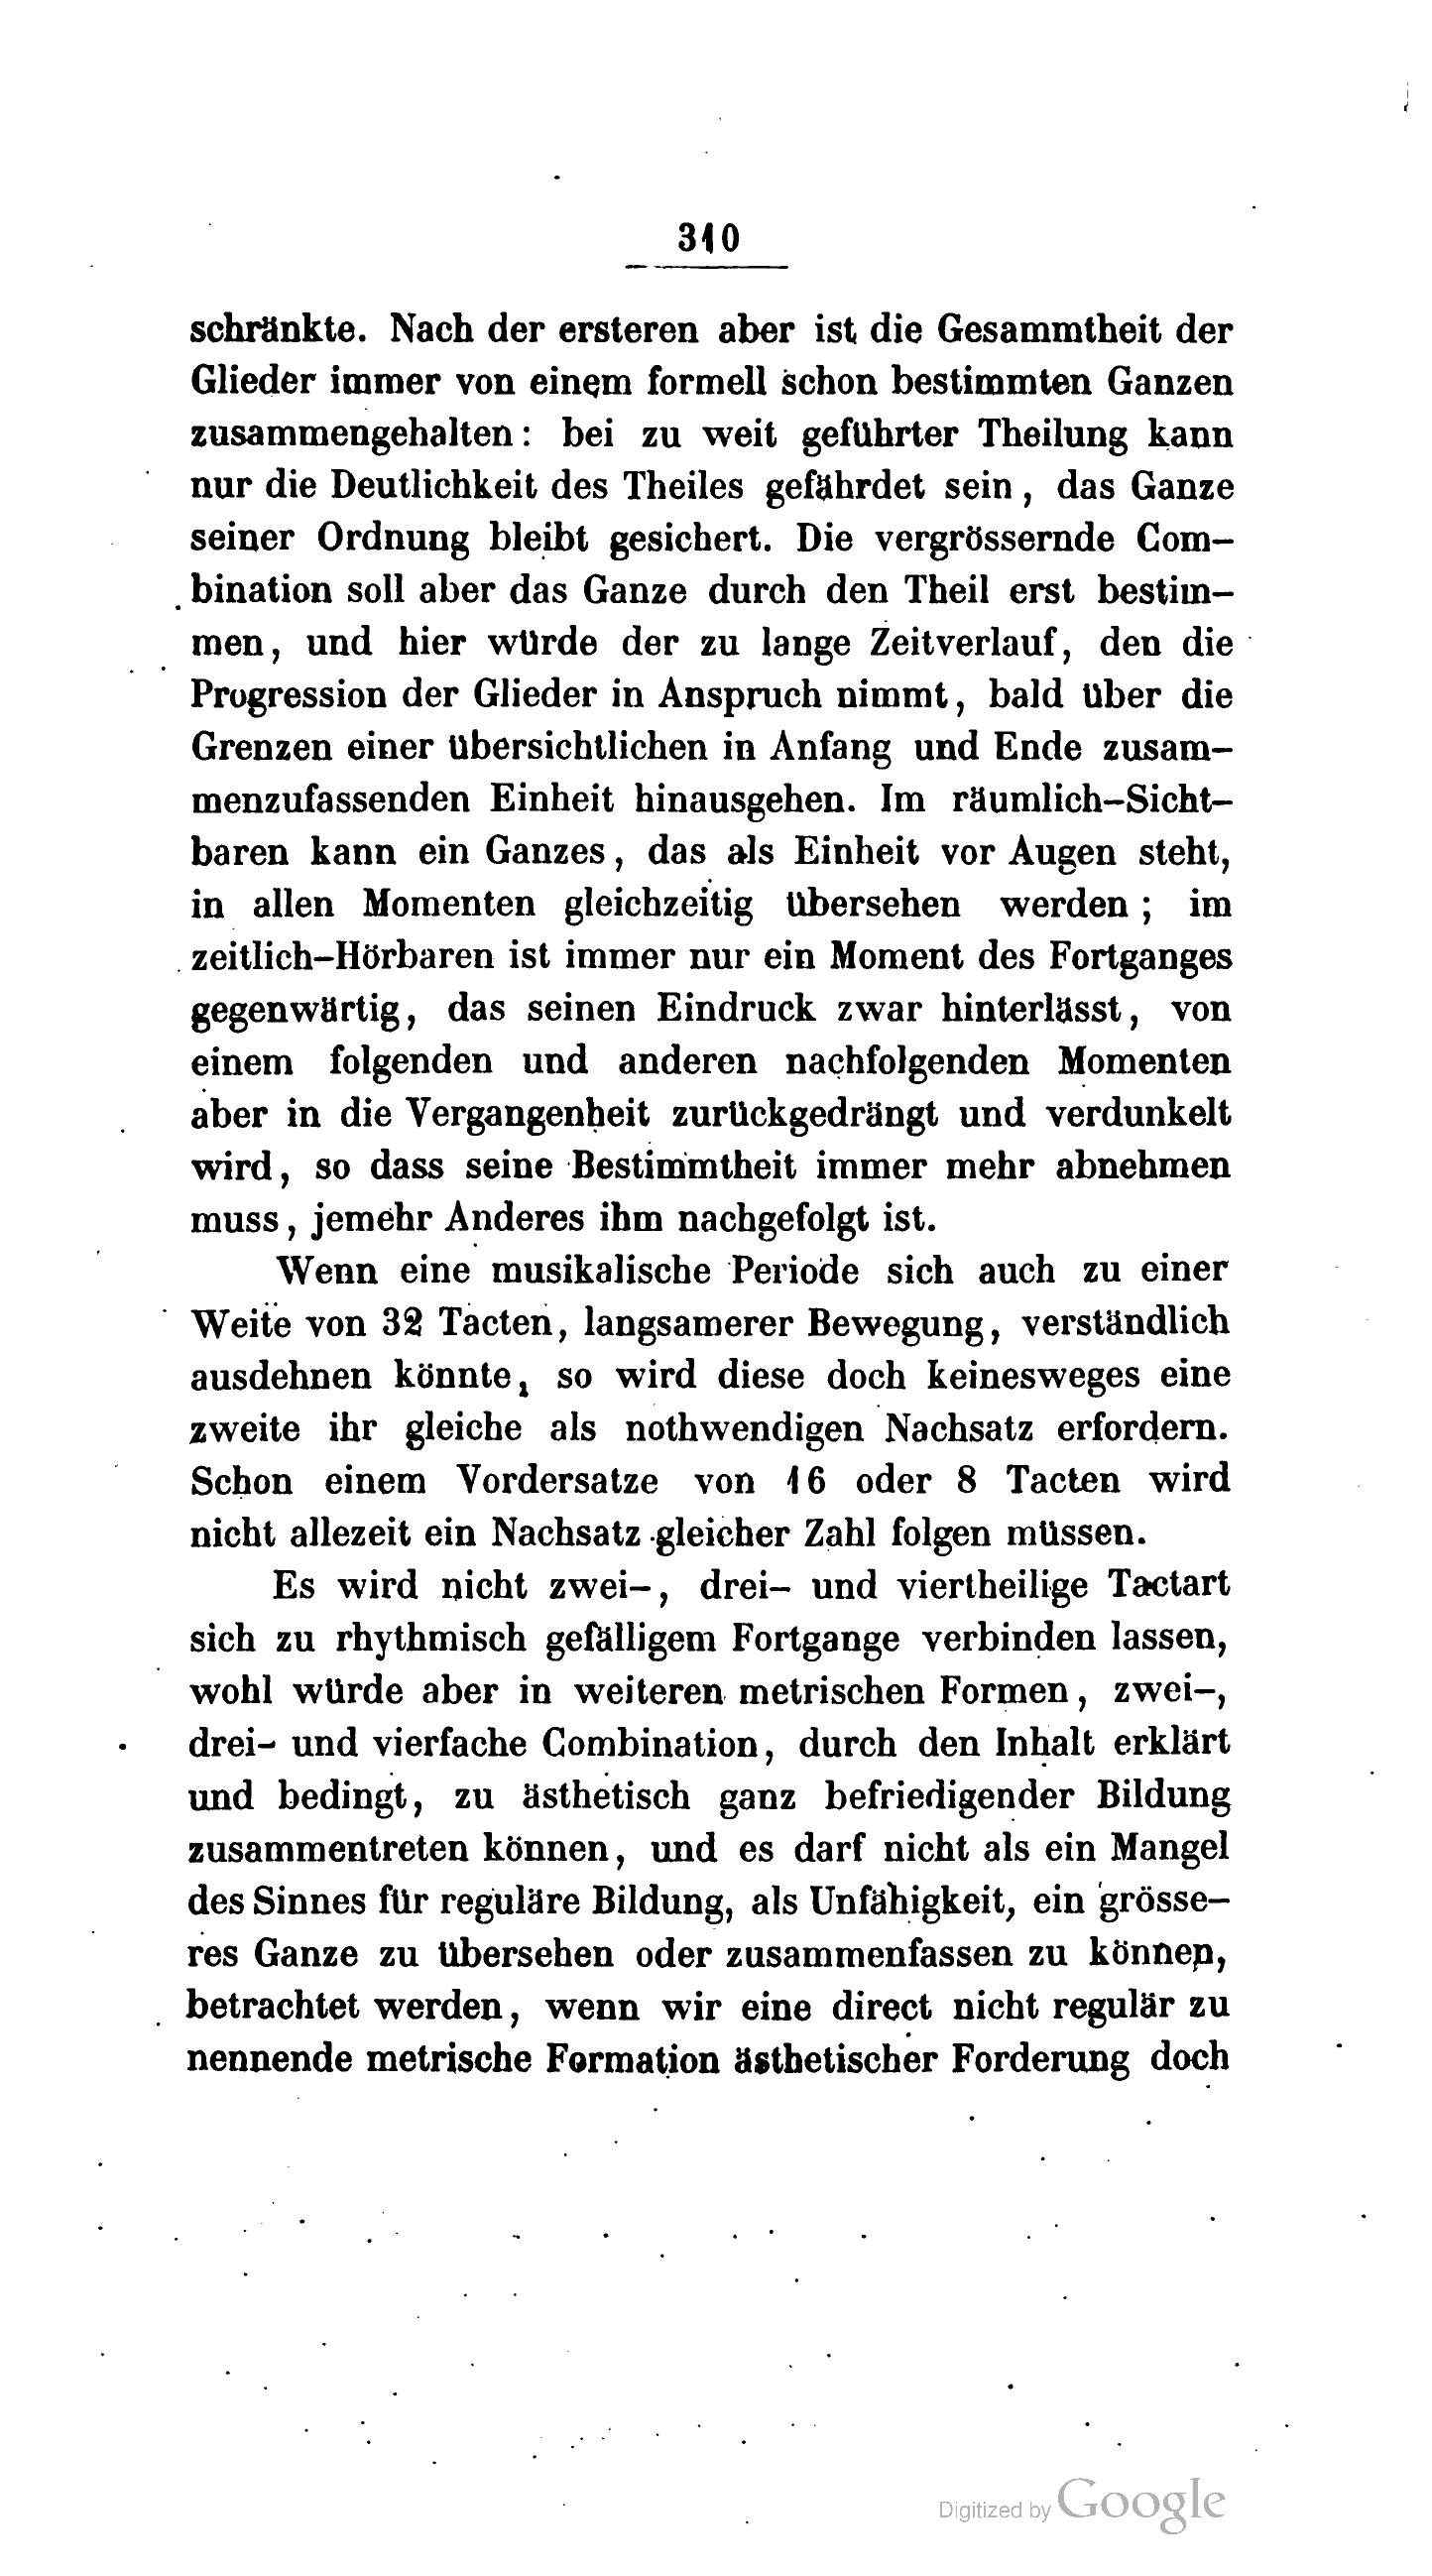 310
schränkte. Nach der ersteren aber ist die Gesammtheit der
Glieder immer von einem formell schon bestimmten Ganzen
zusammengehalten: bei zu weit geführter Theilung kann
nur die Deutlichkeit des Theiles gefährdet sein, das Ganze
seiner Ordnung bleibt gesichert. Die vergrössernde Com-
bination soll aber das Ganze durch den Theil erst bestim-
men, und hier würde der zu lange Zeitverlauf, den die
Progression der Glieder in Anspruch nimmt, bald über die
Grenzen einer übersichtlichen in Anfang und Ende zusam-
menzufassenden Einheit hinausgehen. Im räumlich-Sicht-
baren kann ein Ganzes, das als Einheit vor Augen steht,
in allen Momenten gleichzeitig übersehen werden; im
zeitlich-Hörbaren ist immer nur ein Moment des Fortganges
gegenwärtig, das seinen Eindruck zwar hinterlässt, von
einem folgenden und anderen nachfolgenden Momenten
aber in die Vergangenheit zurückgedrängt und verdunkelt
wird, so dass seine Bestimmtheit immer mehr abnehmen
muss, jemehr Anderes ihm nachgefolgt ist.
Wenn eine musikalische Periode sich auch zu einer
Weite von 32 Tacten, langsamerer Bewegung, verständlich
ausdehnen könnte, so wird diese doch keinesweges eine
zweite ihr gleiche als nothwendigen Nachsatz erfordern.
Schon einem Vordersatze von 16 oder 8 Tacten wird
nicht allezeit ein Nachsatz gleicher Zahl folgen müssen.
Es wird nicht zwei-, drei- und viertheilige Tactart
sich zu rhythmisch gefälligem Fortgange verbinden lassen,
wohl würde aber in weiteren metrischen Formen, zwei-,
drei- und vierfache Combination, durch den Inhalt erklärt
und bedingt, zu ästhetisch ganz befriedigender Bildung
zusammentreten können, und es darf nicht als ein Mangel
des Sinnes für reguläre Bildung, als Unfähigkeit, ein grösse-
res Ganze zu übersehen oder zusammenfassen zu können,
betrachtet werden, wenn wir eine direct nicht regulär zu
nennende metrische Formation ästhetischer Forderung doch
Digitized by Google